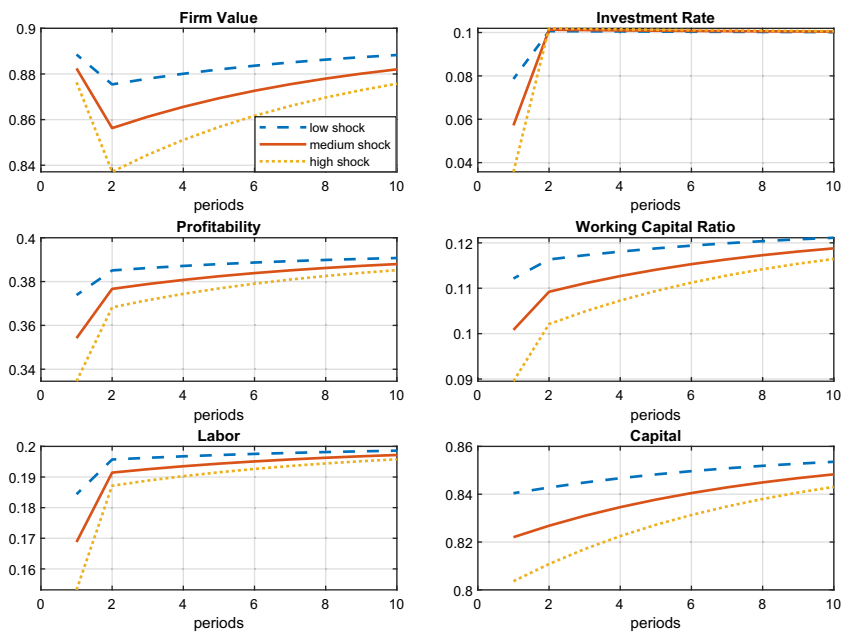 Firm Value
0.9
0.88
0.86
0.84
0 2 4 6 8 10
periods
low shock
medium shock
high shock
Investment Rate
0.1
0.08
0.06
0.04
0 2 4 6 8 10
periods
Profitability
0.4
0.38
0.36
0.34
0 2 4 6 8 10
periods
Working Capital Ratio
0.12
0.11
0.1
0.09
0 2 4 6 8 10
periods
Labor
0.2
0.19
0.18
0.17
0.16
0 2 4 6 8 10
periods
Capital
0.86
0.84
0.82
0.8
0 2 4 6 8 10
periods